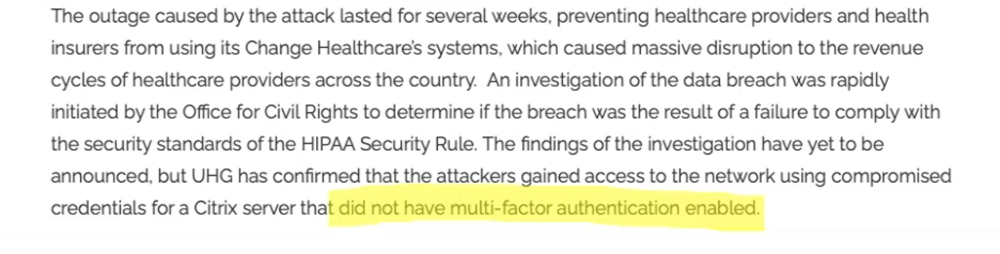 The outage caused by the attack lasted for several weeks, preventing healthcare providers and health
insurers from using its Change Healthcare's systems, which caused massive disruption to the revenue
cycles of healthcare providers across the country.  An investigation of the data breach was rapidly
initiated by the Office for Civil Rights to determine if the breach was the result of a failure to comply with
the security standards of the HIPAA Security Rule. The findings of the investigation have yet to be
announced, but UHG has confirmed that the attackers gained access to the network using compromised
credentials for a Citrix server that did not have multi-factor authentication enabled.